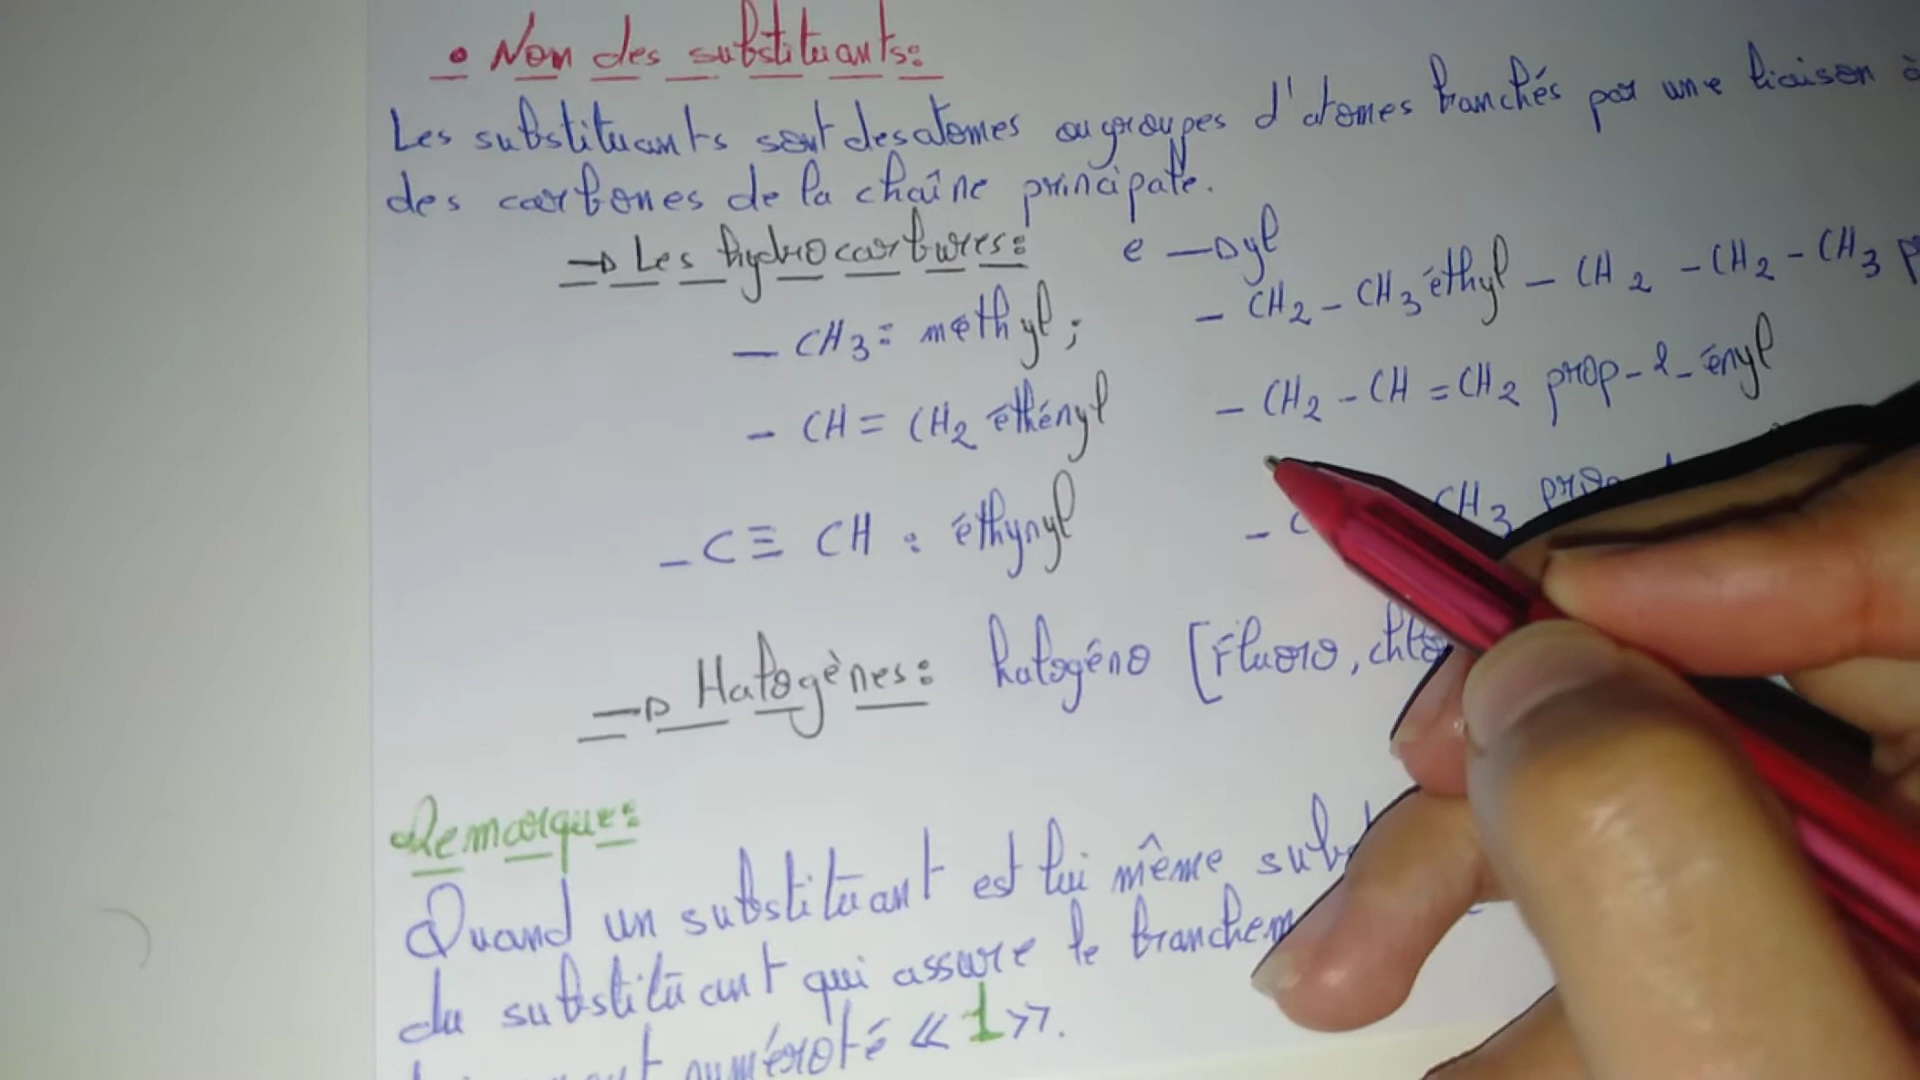 • Nom des substituants:
Les substituants sont des atomes ou groupes d'atomes branchés par une liaison à
des carbones de la chaîne principale.
→ Les hydrocarbures: e → yl
– CH3 : méthyl; – CH2 – CH3 éthyl – CH2 – CH2 – CH3
– CH = CH2 éthényl – CH2 – CH = CH2 prop-2-ényl
– C ≡ CH : éthynyl – CH3
→ Halogènes: halogéno [Fluoro,
Remarque:
Quand un substituant est lui même
du substituant qui assure le
numéroté « 1 ».